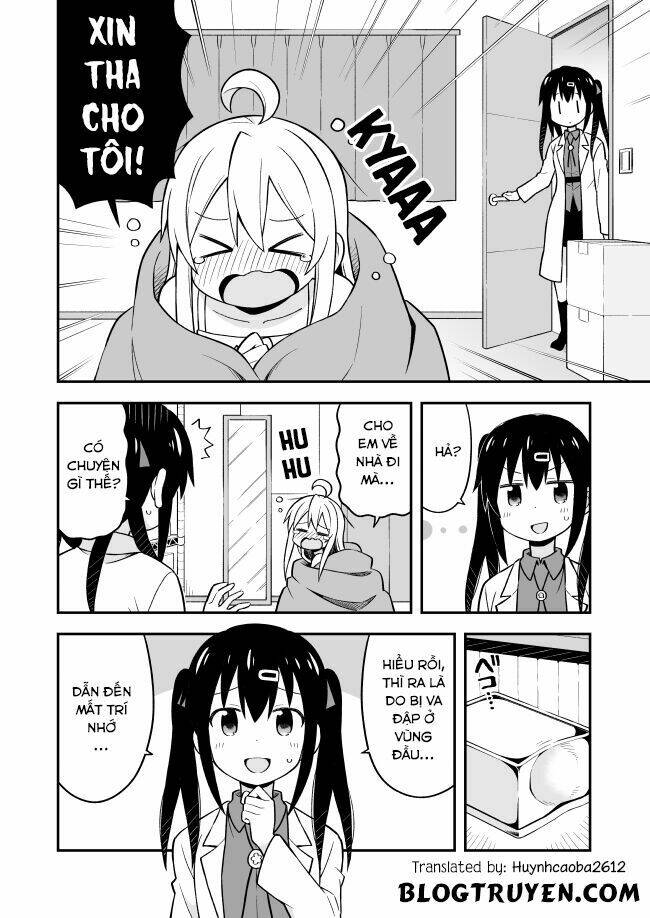 XIN
THA
CHO
TÔI!
KYAAA
HẢ?
CHO
EM VỀ
NHÀ ĐI
MÀ...
HU
HU
CÓ
CHUYỆN
GÌ THẾ?
ベコ...
HIỂU RỒI,
THÌ RA LÀ
DO BỊ VA
ĐẬP Ở
VÙNG
ĐẦU...
DẪN ĐẾN
MẤT TRÍ
NHỚ
...
Translated by: Huynhcaoba2612
BLOGTRUYEN.COM